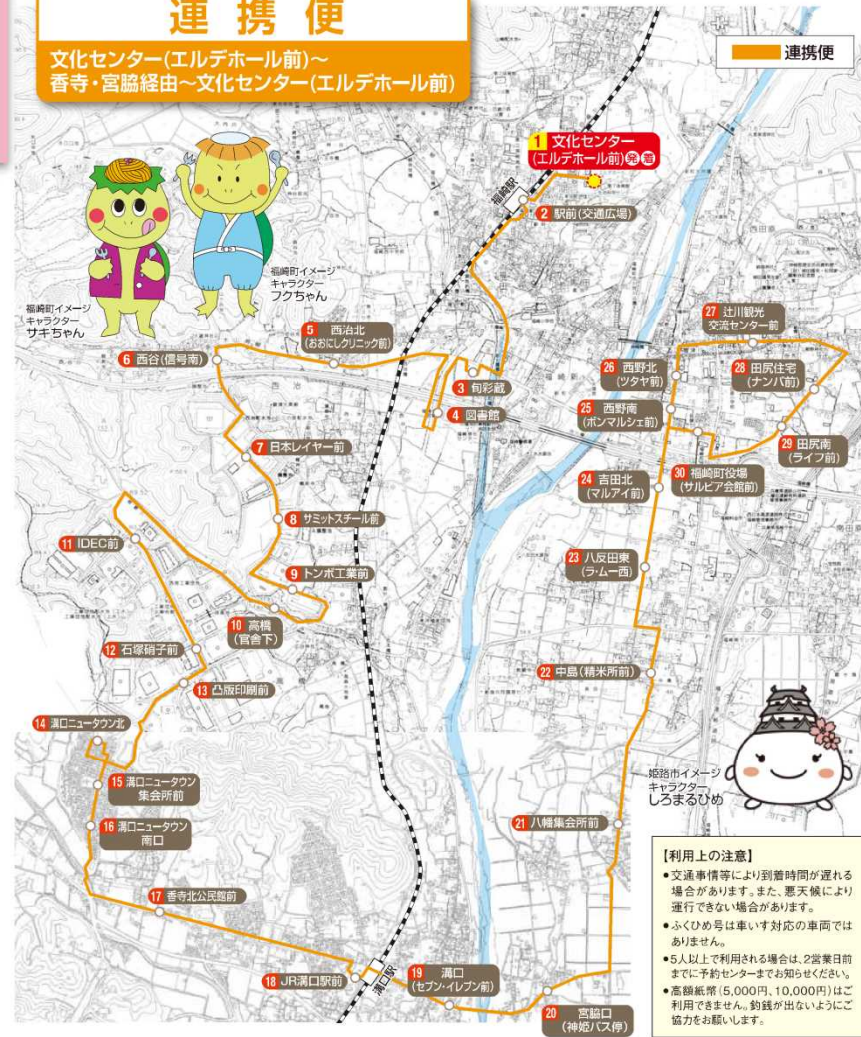 連携便
文化センター(エルデホール前)～
香寺・宮脇経由～文化センター(エルデホール前)
連携便
1 文化センター
(エルデホール前)発着
福崎駅
2 駅前(交通広場)
福崎町イメージ
キャラクター
サキちゃん
福崎町イメージ
キャラクター
フクちゃん
3 旬彩蔵
4 図書館
5 西治北
(おおにしクリニック前)
6 西谷(信号南)
7 日本レイヤー前
8 サミットスチール前
9 トンボ工業前
10 高橋
(官舎下)
11 IDEC前
12 石塚硝子前
13 凸版印刷前
14 溝口ニュータウン北
15 溝口ニュータウン
集会所前
16 溝口ニュータウン
南口
17 香寺北公民館前
18 JR溝口駅前
溝口駅
19 溝口
(セブン-イレブン前)
20 宮脇口
(神姫バス停)
21 八幡集会所前
22 中島(精米所前)
23 八反田東
(ラ・ムー西)
24 吉田北
(マルアイ前)
25 西野南
(ボンマルシェ前)
26 西野北
(ツタヤ前)
27 辻川観光
交流センター前
28 田尻住宅
(ナンバ前)
29 田尻南
(ライフ前)
30 福崎町役場
(サルビア会館前)
姫路市イメージ
キャラクター
しろまるひめ
【利用上の注意】
●交通事情等により到着時間が遅れる
場合があります。また、悪天候により
運行できない場合があります。
●ふくひめ号は車いす対応の車両では
ありません。
●5人以上で利用される場合は、2営業日前
までに予約センターまでお知らせください。
●高額紙幣(5,000円、10,000円)はご
利用できません。釣銭が出ないようにご
協力をお願いします。